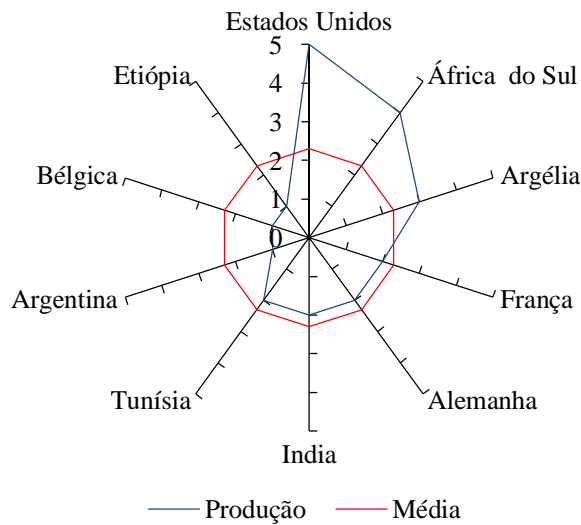 Estados Unidos
5
4
3
2
1
0
África do Sul
Argélia
França
Alemanha
India
Tunísia
Argentina
Bélgica
Etiópia
Produção
Média